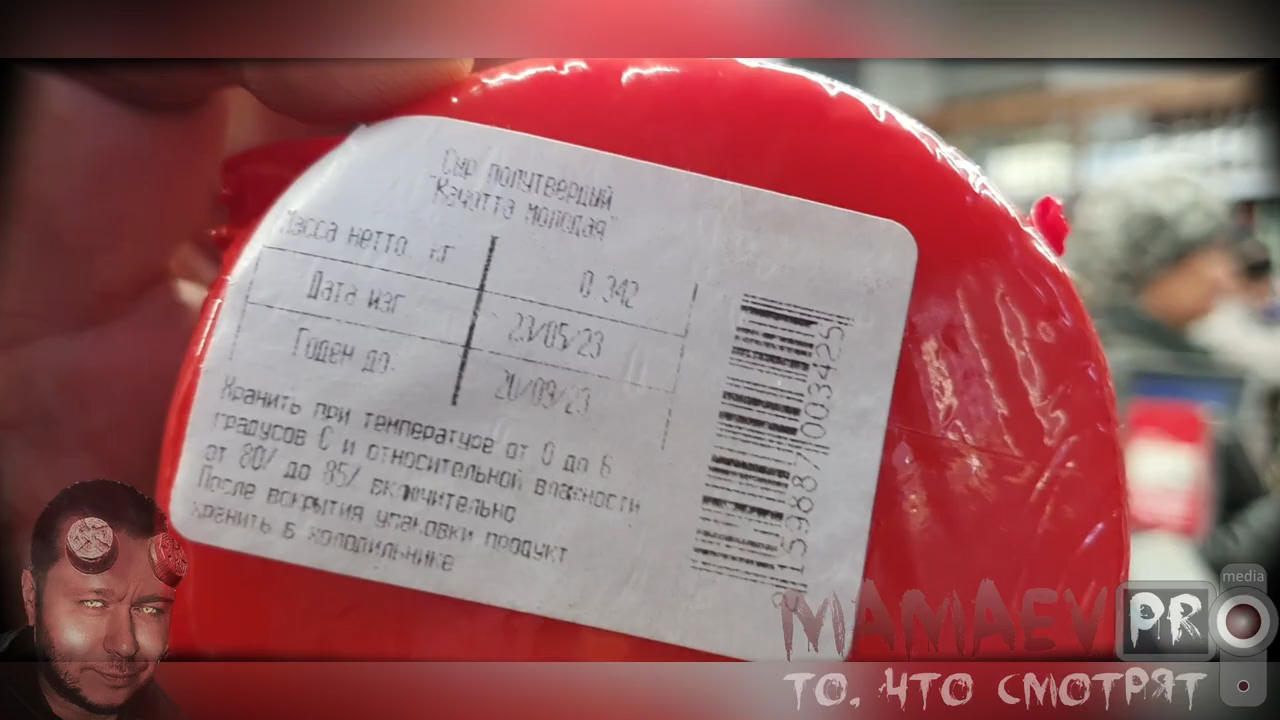 Сыр полутвердый
"Качотта молодая"
Масса нетто, кг 0.342
Дата изг 23/05/23
Годен до: 20/09/23
Хранить при температуре от 0 до 6
градусов С и относительной влажности
от 80% до 85% включительно
После вскрытия упаковки продукт
хранить в холодильнике
MAMAEV PRO
media
ТО, ЧТО СМОТРЯТ